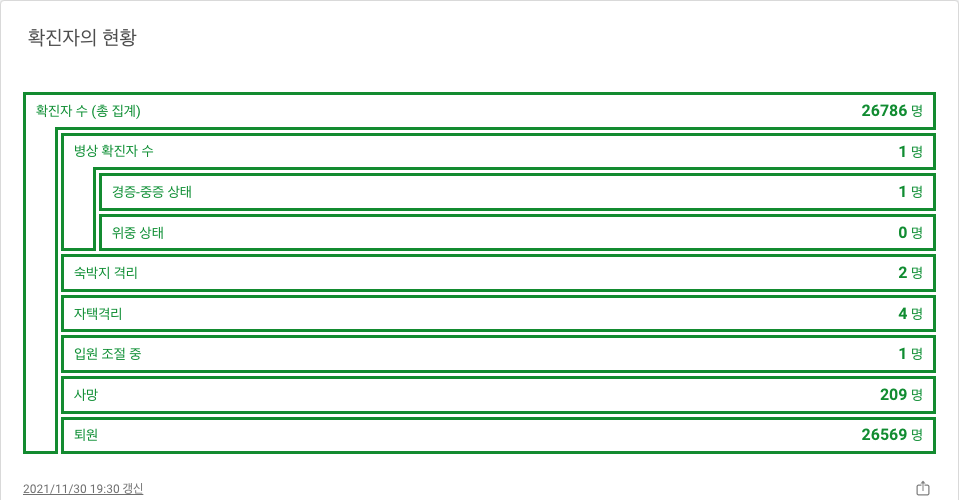 확진자의 현황
확진자 수 (총 집계) 26786 명
병상 확진자 수 1 명
경증-중증 상태 1 명
위중 상태 0 명
숙박지 격리 2 명
자택격리 4 명
입원 조절 중 1 명
사망 209 명
퇴원 26569 명
2021/11/30 19:30 갱신